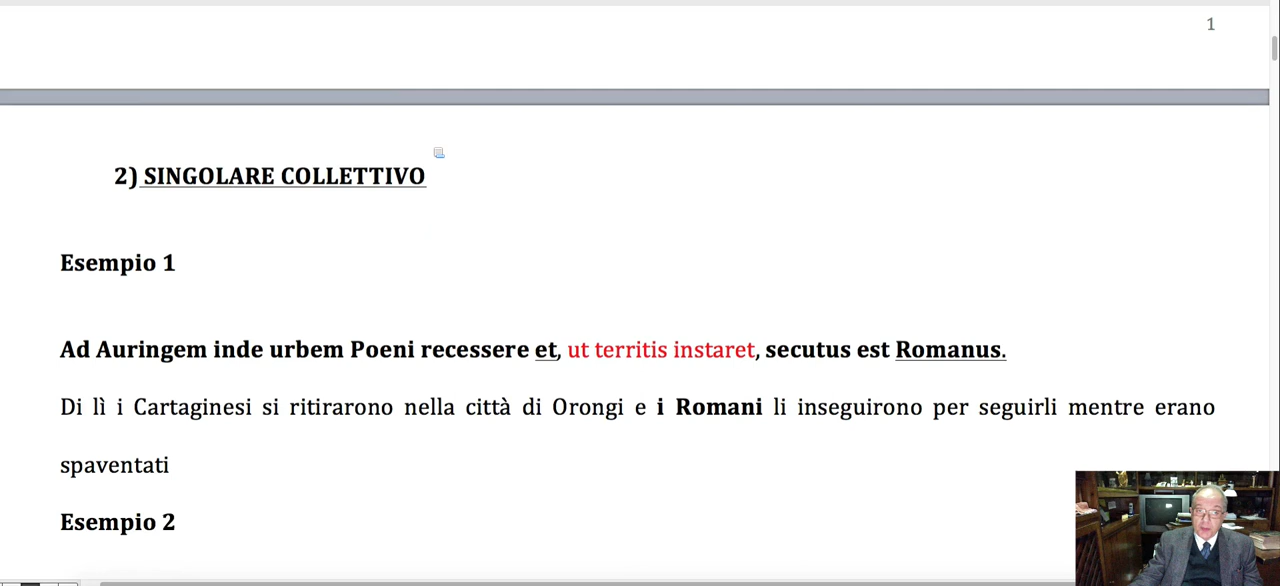 1
2) SINGOLARE COLLETTIVO
Esempio 1
Ad Auringem inde urbem Poeni recessere et, ut territis instaret, secutus est Romanus.
Di lì i Cartaginesi si ritirarono nella città di Orongi e i Romani li inseguirono per seguirli mentre erano
spaventati
Esempio 2